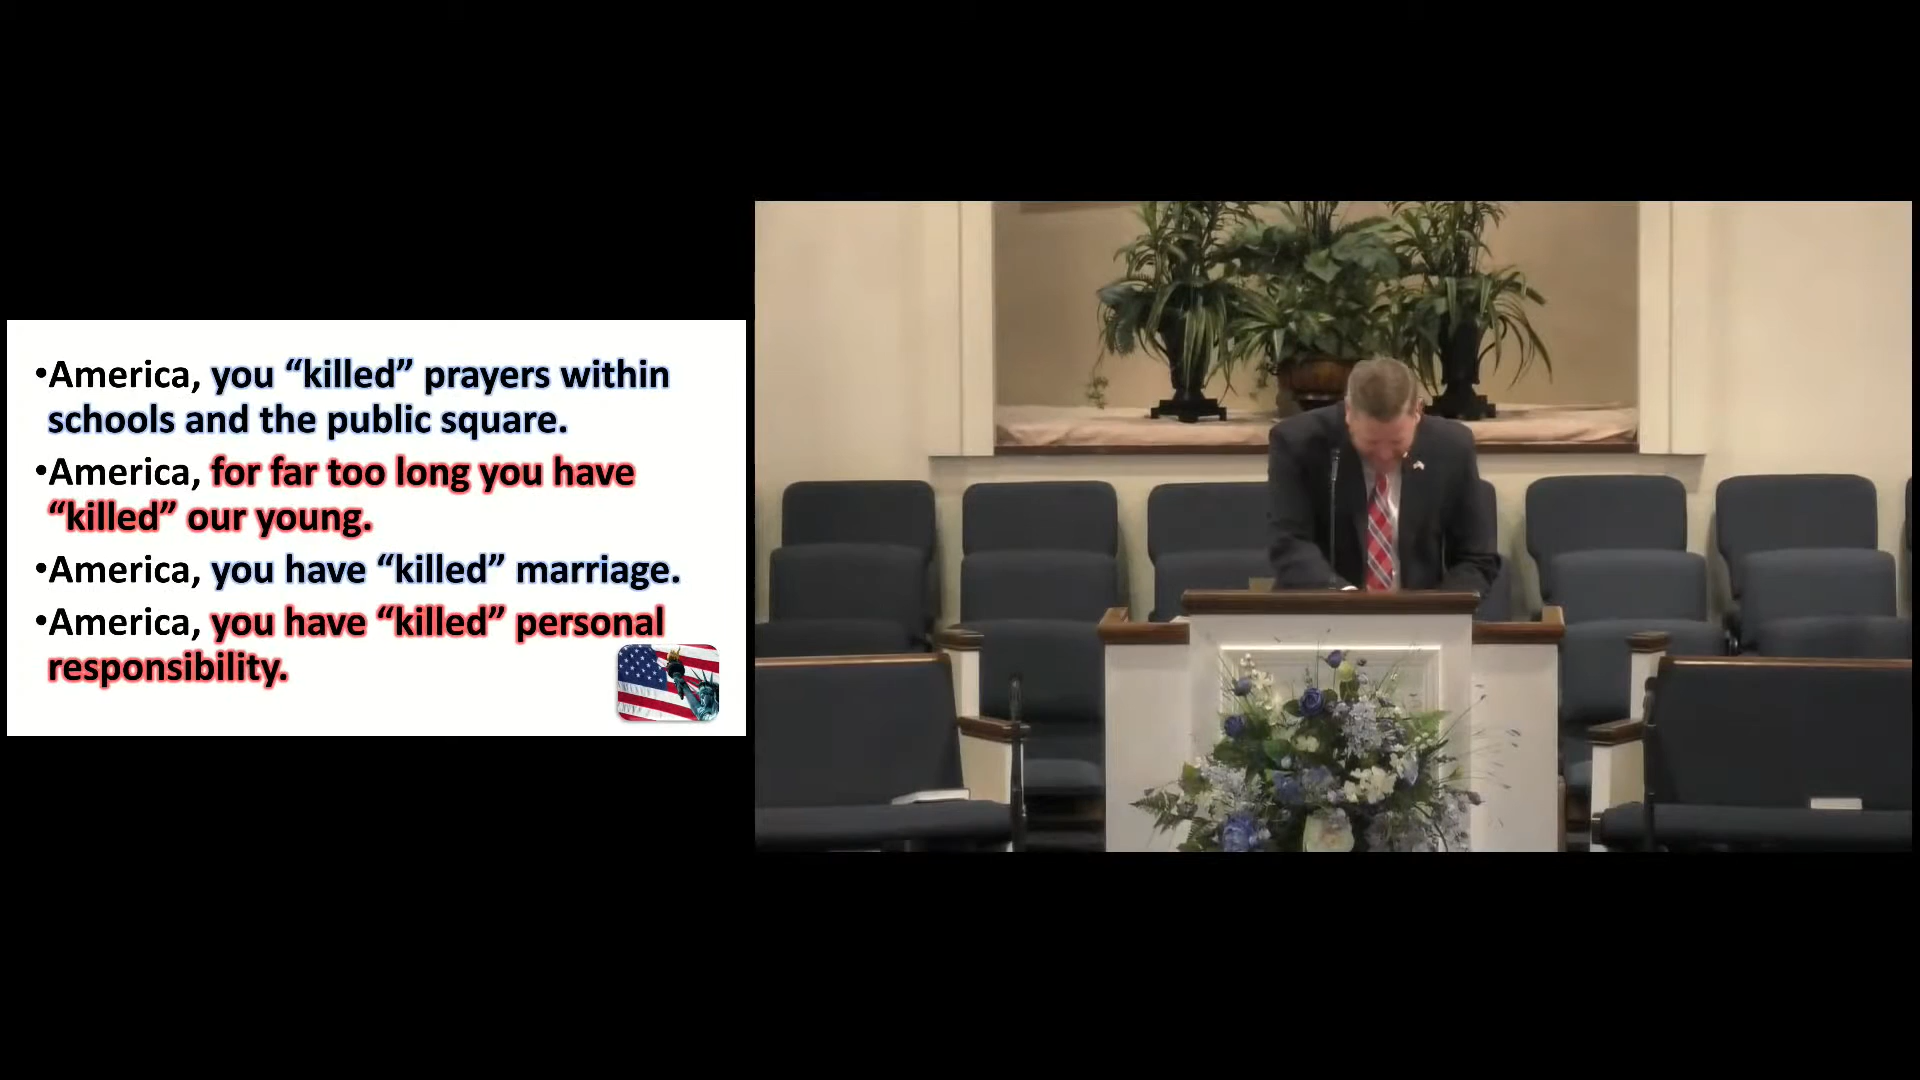 •America, you “killed” prayers within
schools and the public square.
•America, for far too long you have
“killed” our young.
•America, you have “killed” marriage.
•America, you have “killed” personal
responsibility.